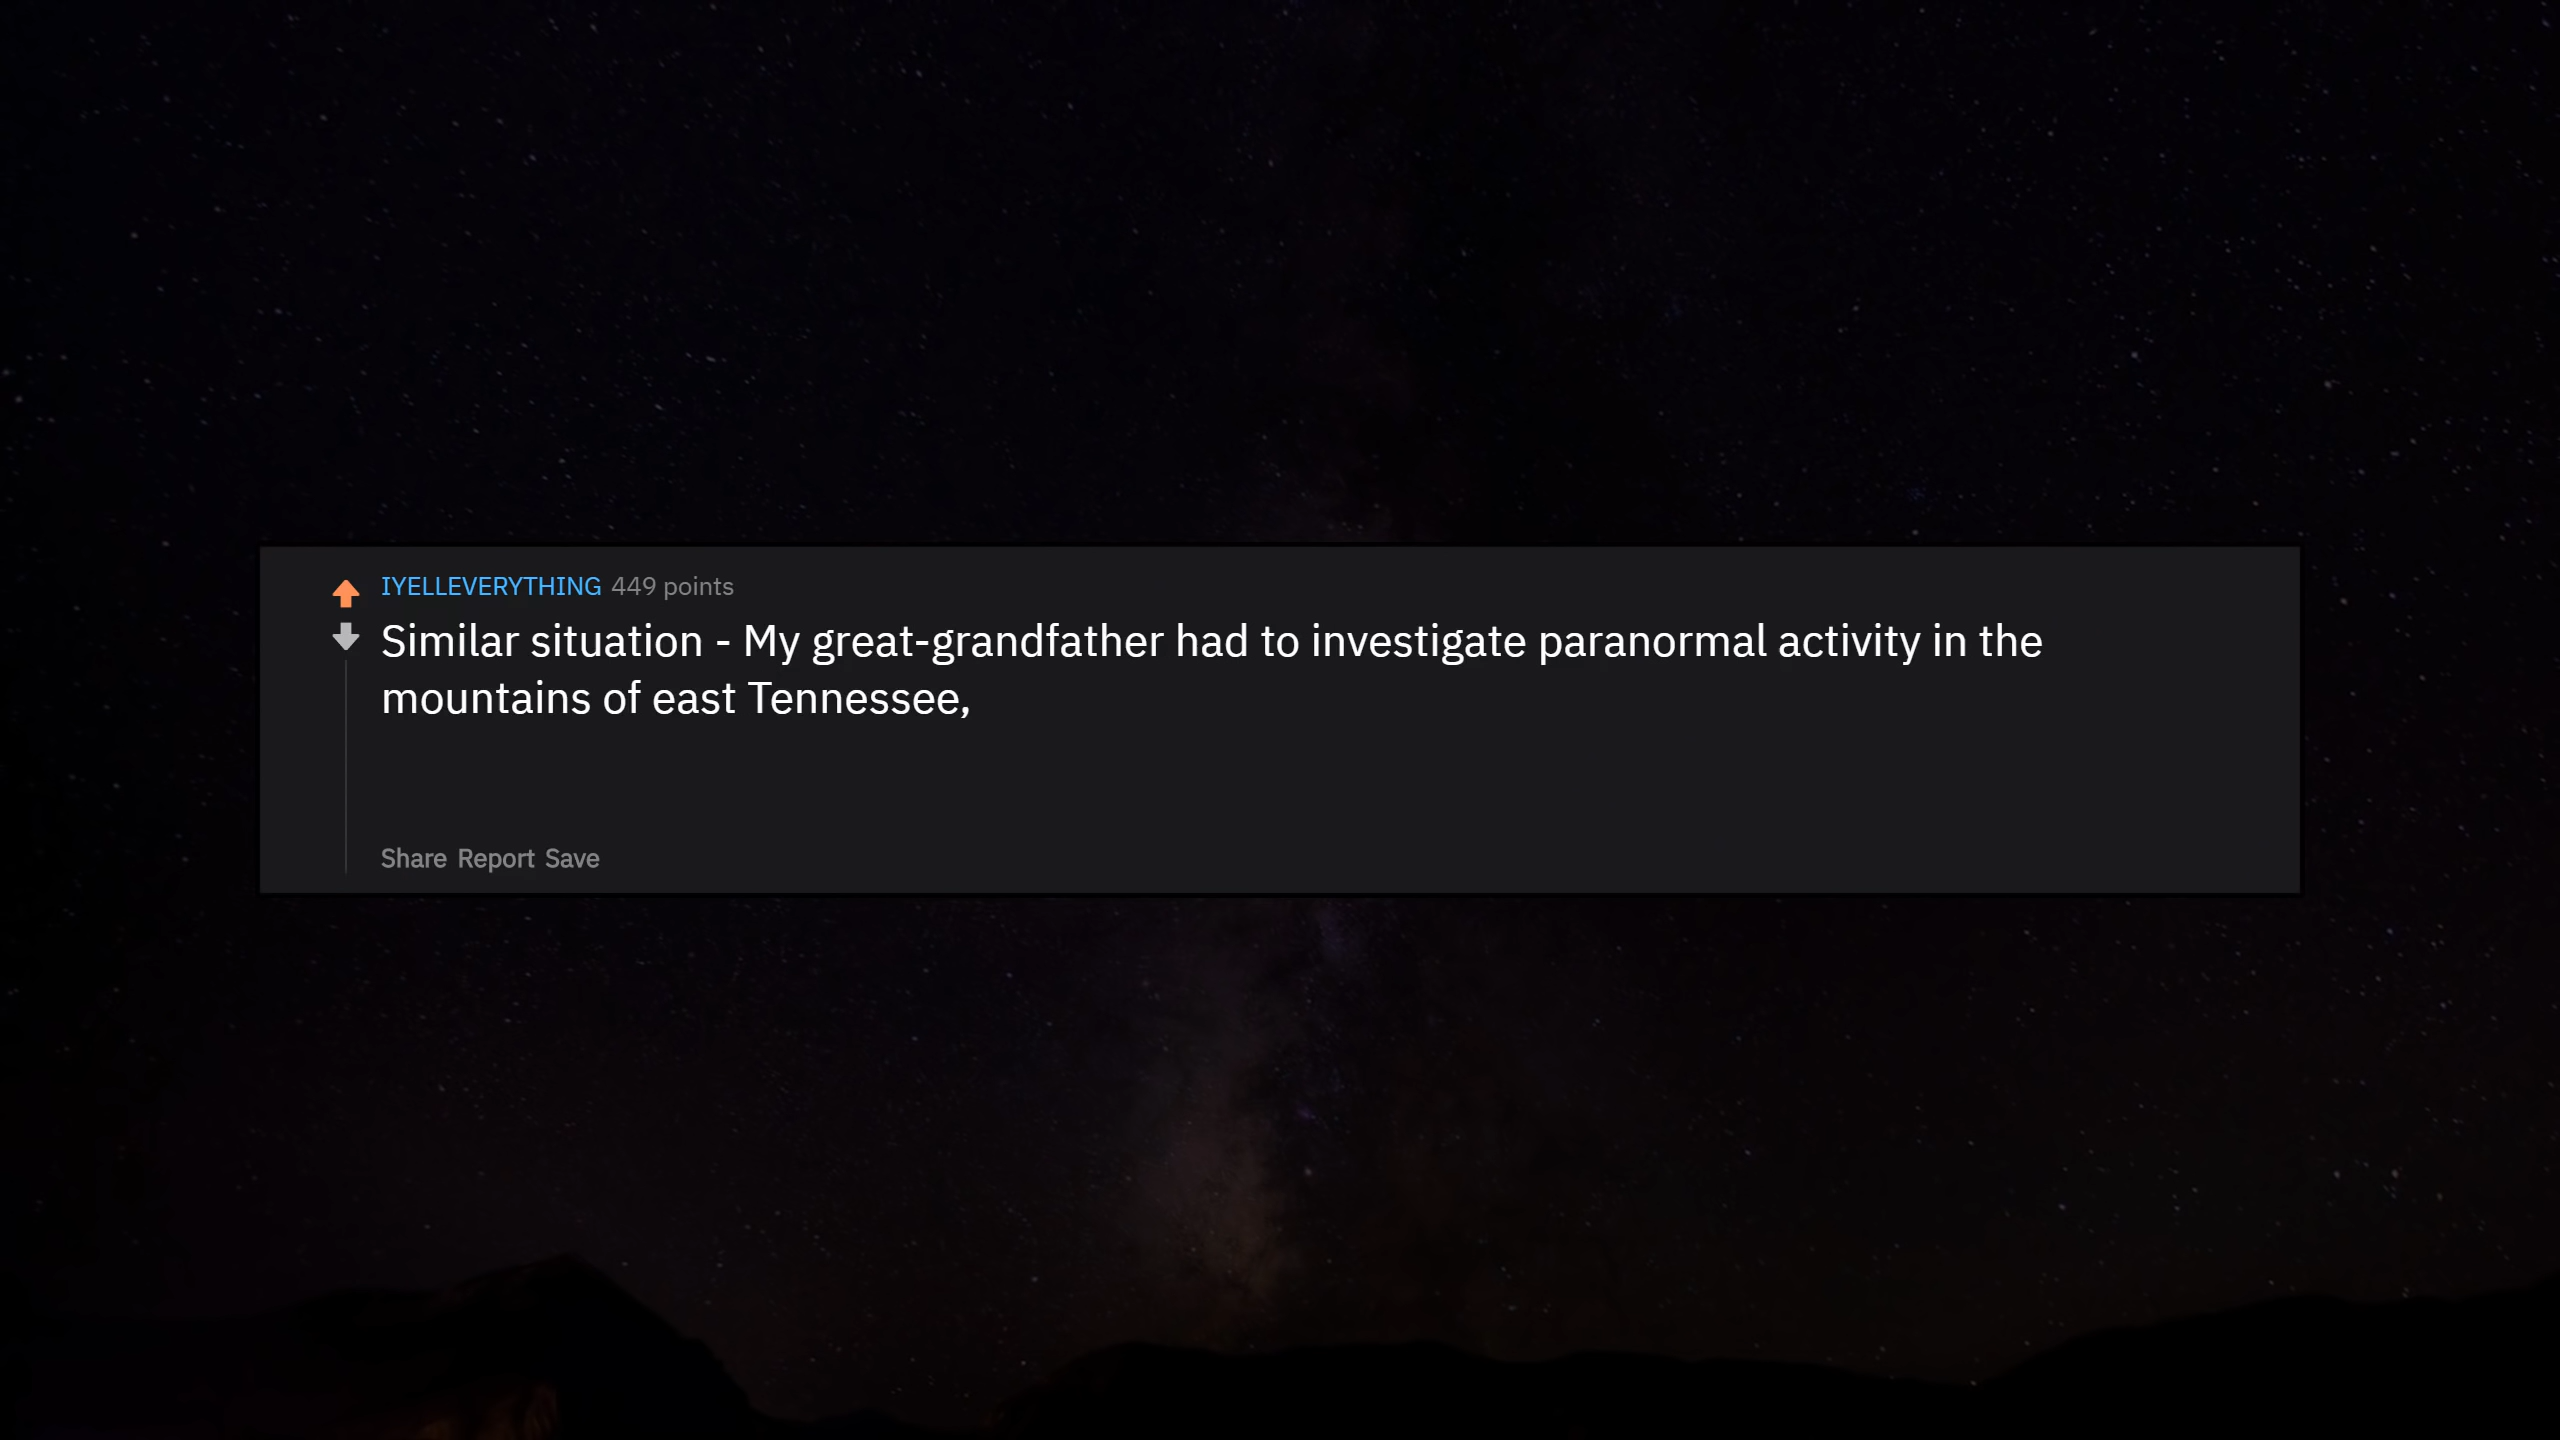 IYELLEVERYTHING 449 points
Similar situation - My great-grandfather had to investigate paranormal activity in the
mountains of east Tennessee,
Share Report Save